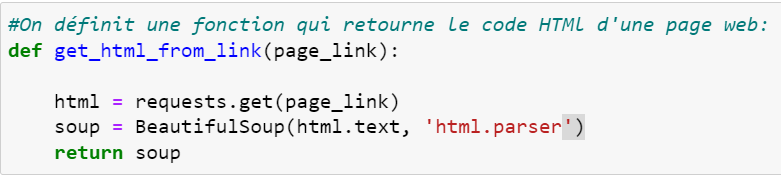 #On définit une fonction qui retourne le code HTMl d'une page web:
def get_html_from_link(page_link):
html = requests.get(page_link)
soup = BeautifulSoup(html.text, 'html.parser')
return soup